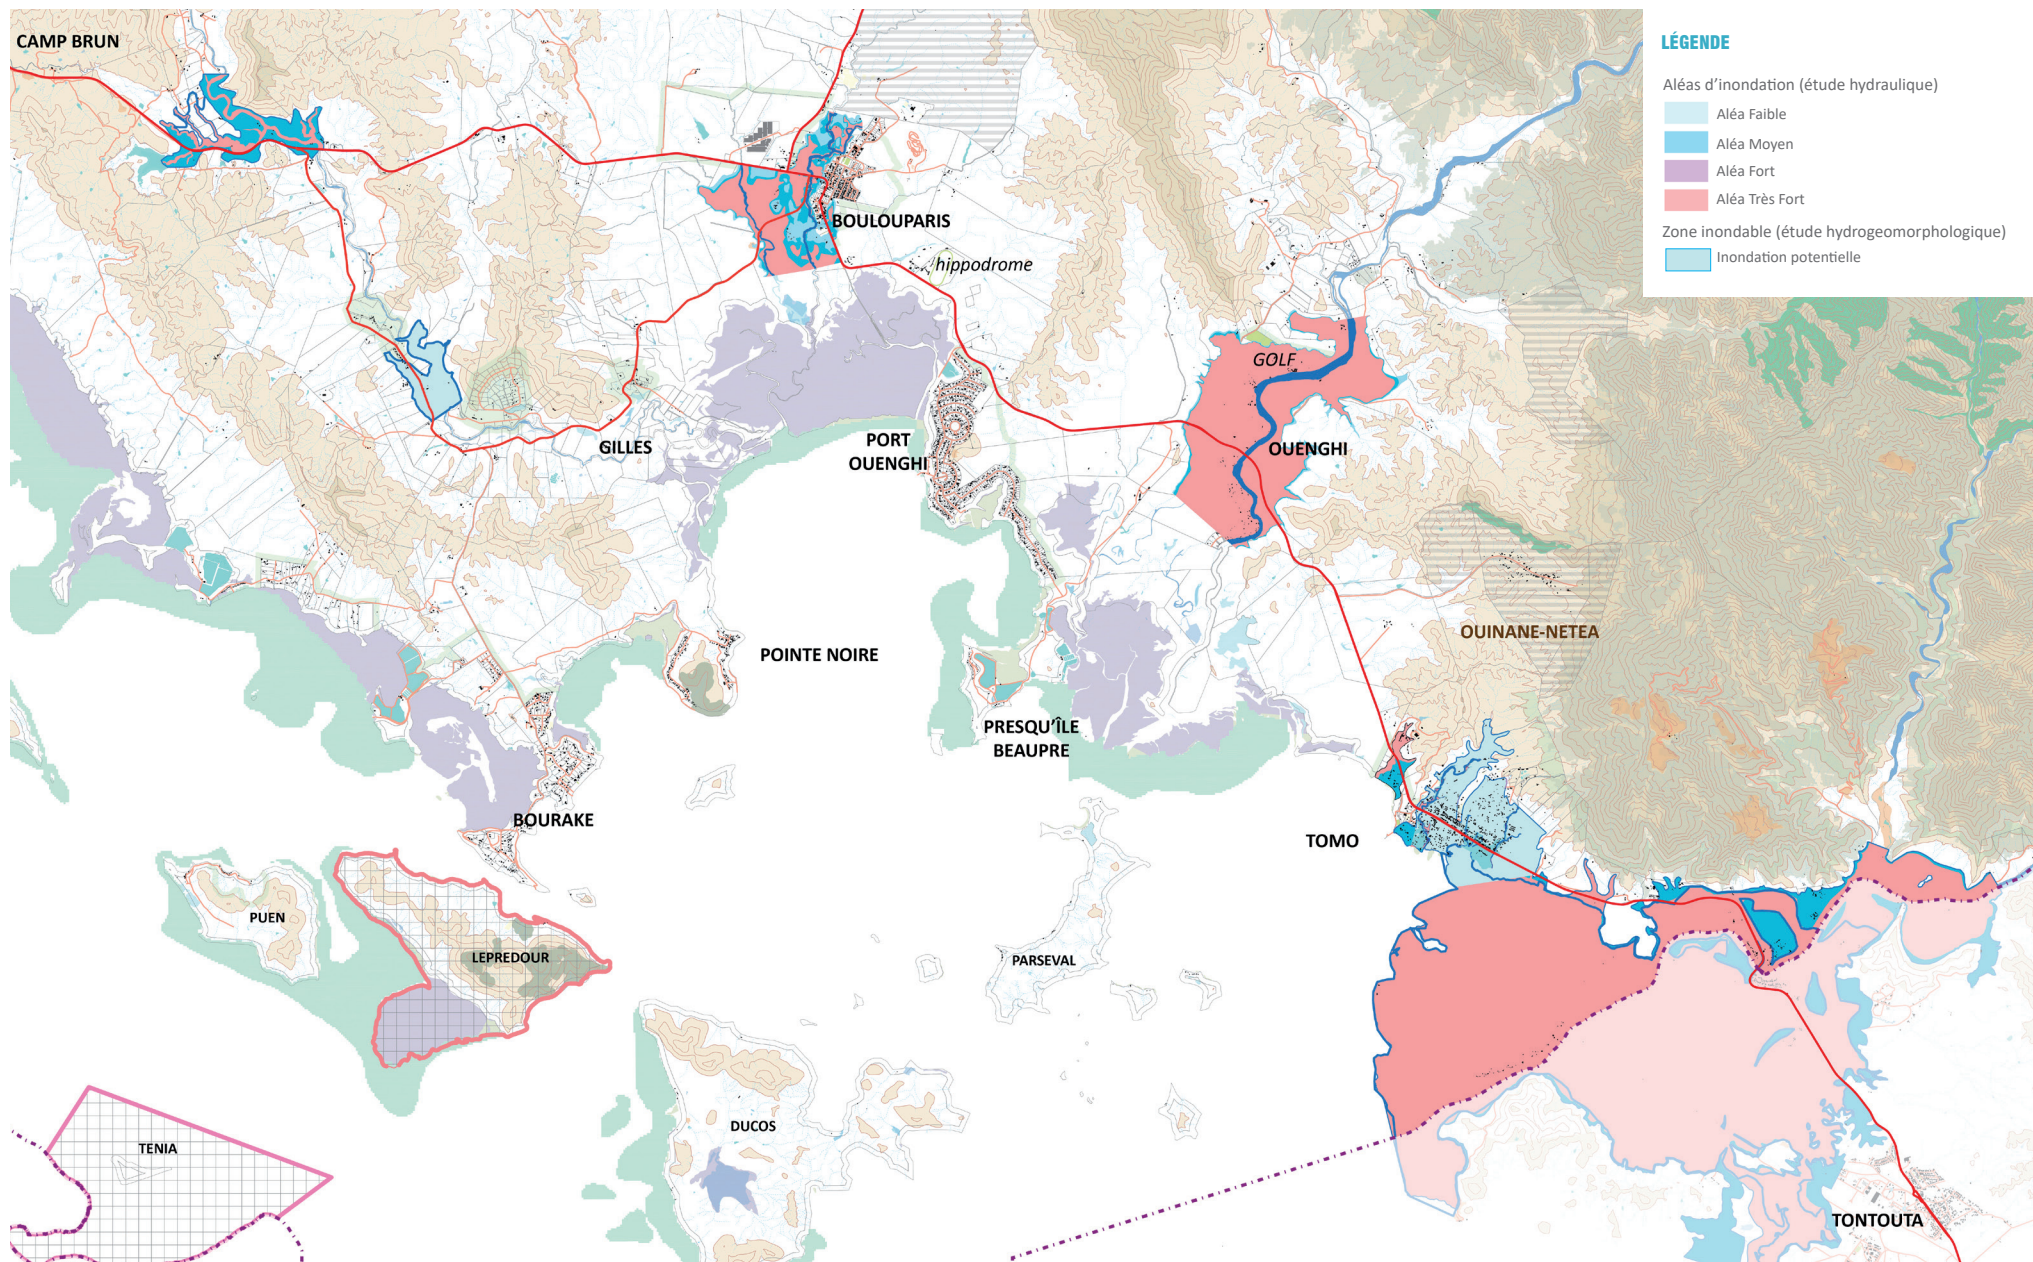 CAMP BRUN
LÉGENDE
Aléas d'inondation (étude hydraulique)
Aléa Faible
Aléa Moyen
Aléa Fort
Aléa Très Fort
Zone inondable (étude hydrogeomorphologique)
Inondation potentielle
BOULOUPARIS
hippodrome
GOLF
GILLES
PORT
OUENGHI
OUENGHI
OUINANE-NETEA
POINTE NOIRE
PRESQU'ÎLE
BEAUPRE
BOURAKE
TOMO
PUEN
LEPREDOUR
PARSEVAL
DUCOS
TENIA
TONTOUTA